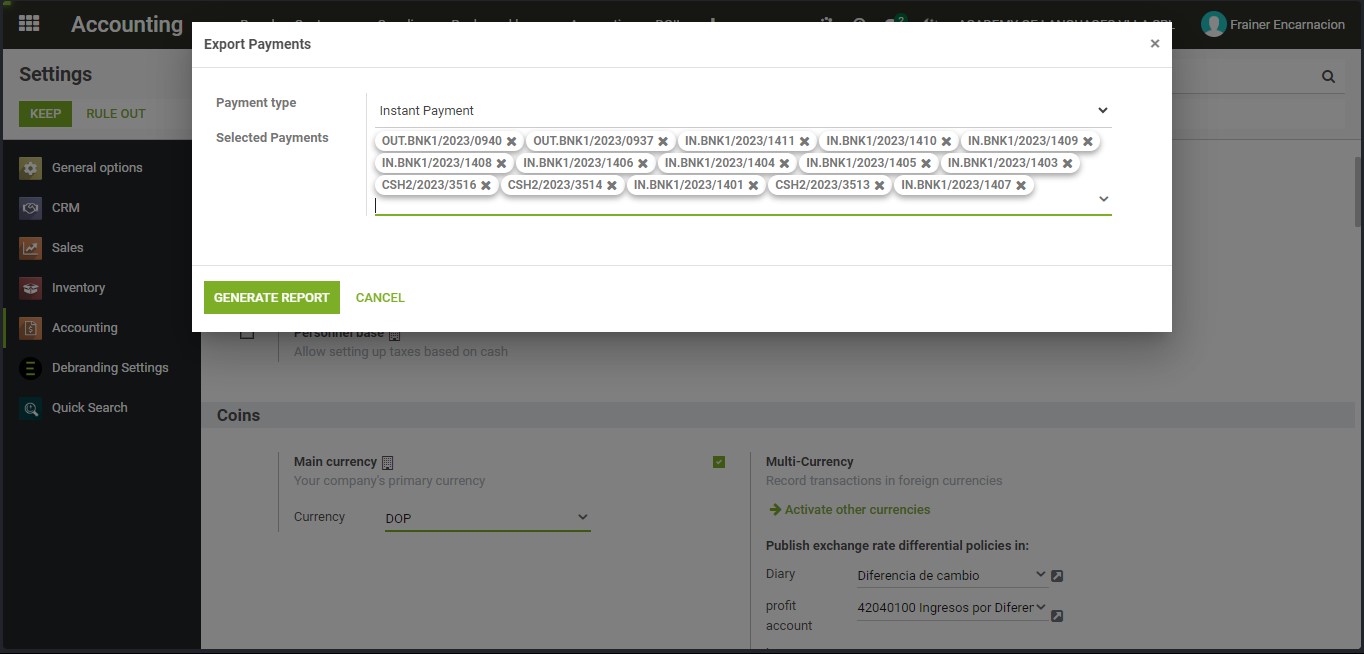 Accounting
2
Frainer Encarnacion
Export Payments
×
Settings
KEEP
RULE OUT
Payment type
Instant Payment
Selected Payments
OUT.BNK1/2023/0940 OUT.BNK1/2023/0937 IN.BNK1/2023/1411 IN.BNK1/2023/1410 IN.BNK1/2023/1409
IN.BNK1/2023/1408 IN.BNK1/2023/1406 IN.BNK1/2023/1404 IN.BNK1/2023/1405 IN.BNK1/2023/1403
CSH2/2023/3516 CSH2/2023/3514 IN.BNK1/2023/1401 CSH2/2023/3513 IN.BNK1/2023/1407
GENERATE REPORT
CANCEL
General options
CRM
Sales
Inventory
Accounting
Debranding Settings
Quick Search
Personnel base
Allow setting up taxes based on cash
Coins
Main currency
Your company's primary currency
Currency
DOP
Multi-Currency
Record transactions in foreign currencies
Activate other currencies
Publish exchange rate differential policies in:
Diary
Diferencia de cambio
profit account
42040100 Ingresos por Diferer